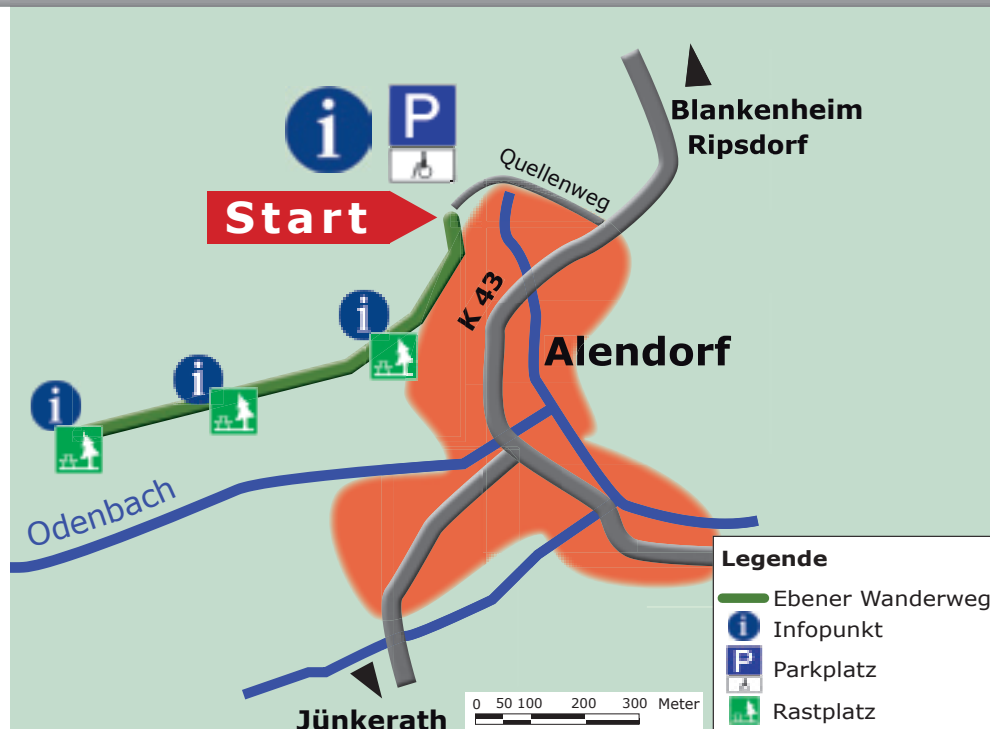 Blankenheim
Ripsdorf
P
i
Quellenweg
Start
K 43
i
Alendorf
i
i
Odenbach
Legende
Ebener Wanderweg
i Infopunkt
P Parkplatz
Rastplatz
0 50 100 200 300 Meter
Jünkerath